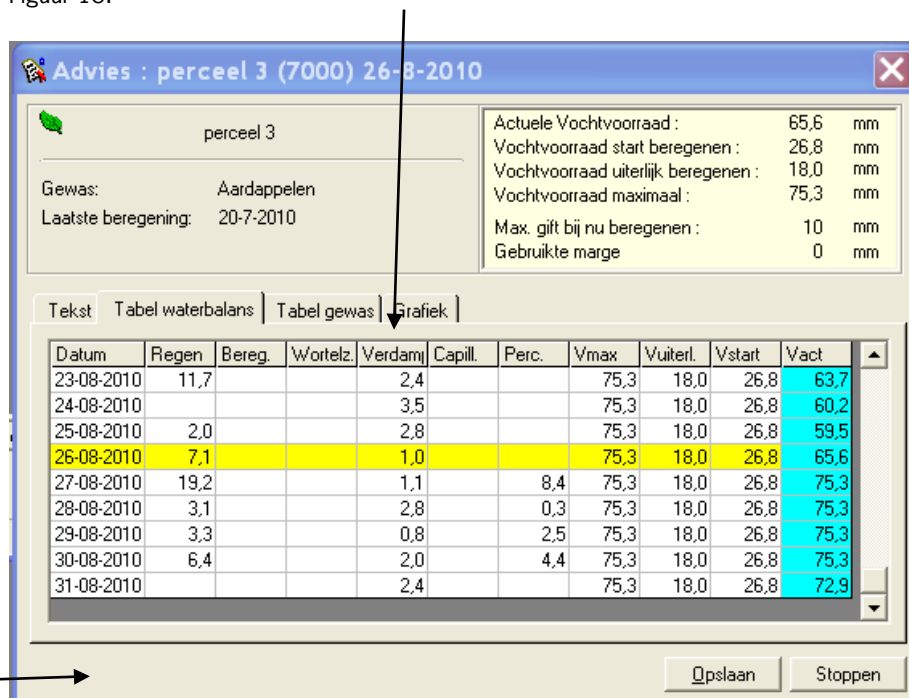 Advies : perceel 3 (7000) 26-8-2010
perceel 3
Gewas: Aardappelen
Laatste beregening: 20-7-2010
Actuele Vochtvoorraad : 65,6 mm
Vochtvoorraad start beregenen : 26,8 mm
Vochtvoorraad uiterlijk beregenen : 18,0 mm
Vochtvoorraad maximaal : 75,3 mm
Max. gift bij nu beregenen : 10 mm
Gebruikte marge 0 mm
Tekst Tabel waterbalans Tabel gewas Grafiek
Datum Regen Bereg. Wortelz. Verdamp Capill. Perc. Vmax Vuiterl. Vstart Vact
23-08-2010 11,7 2,4 75,3 18,0 26,8 63,7
24-08-2010 3,5 75,3 18,0 26,8 60,2
25-08-2010 2,0 2,8 75,3 18,0 26,8 59,5
26-08-2010 7,1 1,0 75,3 18,0 26,8 65,6
27-08-2010 19,2 1,1 8,4 75,3 18,0 26,8 75,3
28-08-2010 3,1 2,8 0,3 75,3 18,0 26,8 75,3
29-08-2010 3,3 0,8 2,5 75,3 18,0 26,8 75,3
30-08-2010 6,4 2,0 4,4 75,3 18,0 26,8 75,3
31-08-2010 2,4 75,3 18,0 26,8 72,9
Opslaan Stoppen